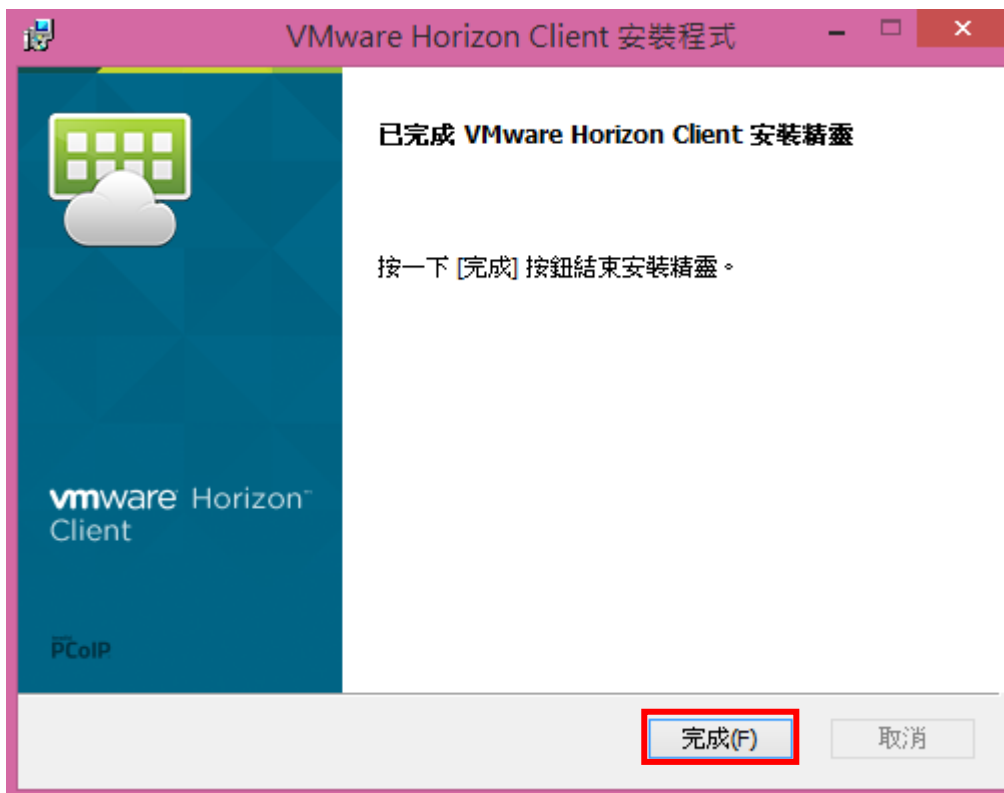 VMware Horizon Client 安裝程式
已完成 VMware Horizon Client 安裝精靈
按一下 [完成] 按鈕結束安裝精靈。
vmware Horizon™
Client
PCoIP
完成(F)
取消